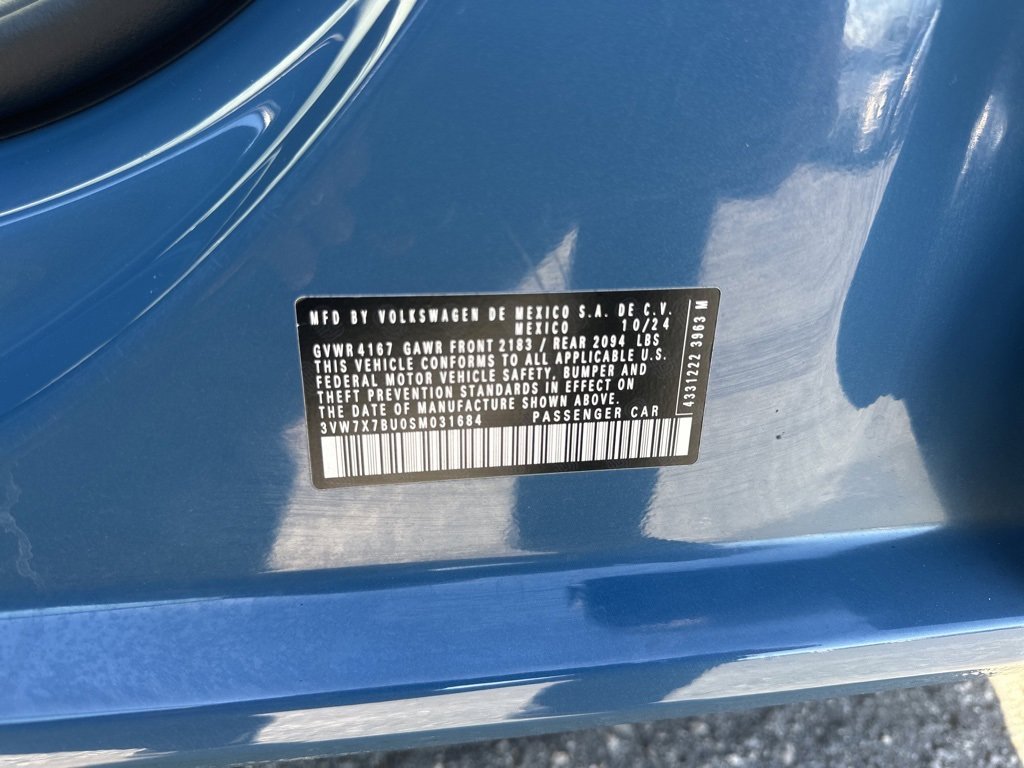 MFD BY VOLKSWAGEN DE MEXICO S.A. DE C.V.
MEXICO 10/24
GVWR 4167 GAWR FRONT 2183 / REAR 2094 LBS
THIS VEHICLE CONFORMS TO ALL APPLICABLE U.S.
FEDERAL MOTOR VEHICLE SAFETY, BUMPER AND
THEFT PREVENTION STANDARDS IN EFFECT ON
THE DATE OF MANUFACTURE SHOWN ABOVE.
3VW7X7BU0SM031684 PASSENGER CAR
4331222 3963 M